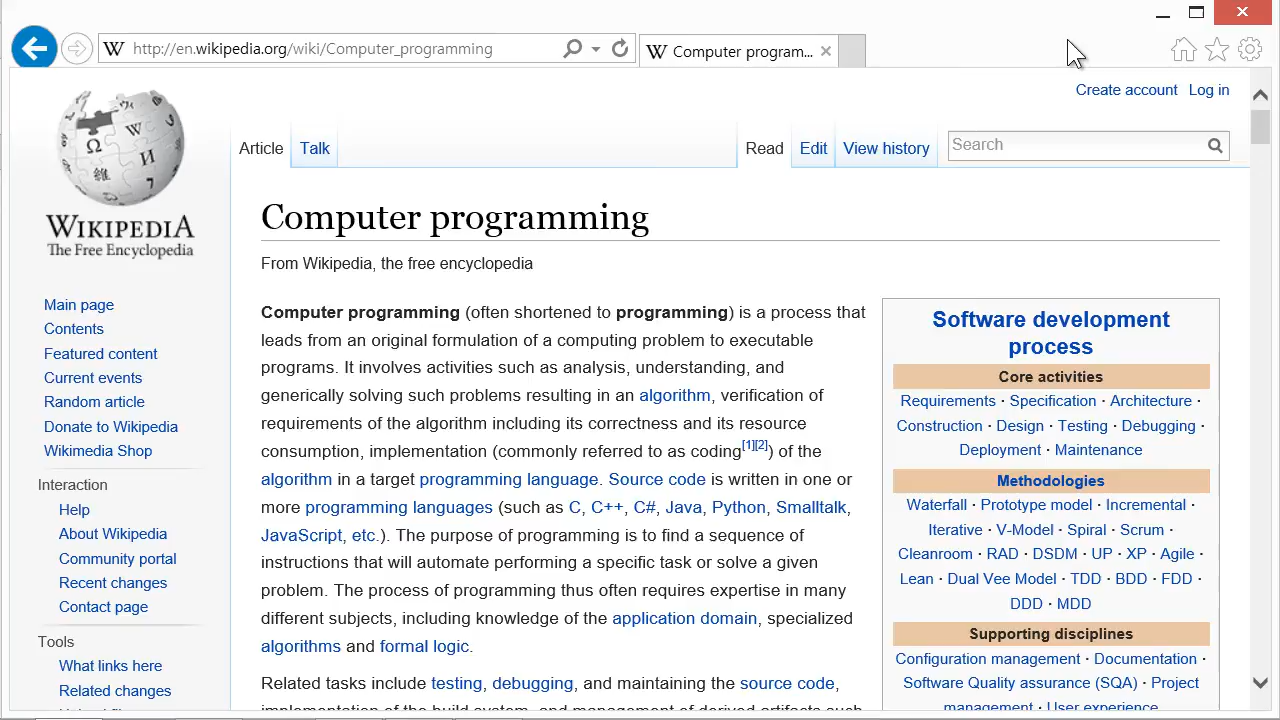 http://en.wikipedia.org/wiki/Computer_programming
Computer program...
Create account Log in
Article Talk Read Edit View history Search
WIKIPEDIA
The Free Encyclopedia
Main page
Contents
Featured content
Current events
Random article
Donate to Wikipedia
Wikimedia Shop
Interaction
Help
About Wikipedia
Community portal
Recent changes
Contact page
Tools
What links here
Related changes
Computer programming
From Wikipedia, the free encyclopedia
Computer programming (often shortened to programming) is a process that
leads from an original formulation of a computing problem to executable
programs. It involves activities such as analysis, understanding, and
generically solving such problems resulting in an algorithm, verification of
requirements of the algorithm including its correctness and its resource
consumption, implementation (commonly referred to as coding[1][2]) of the
algorithm in a target programming language. Source code is written in one or
more programming languages (such as C, C++, C#, Java, Python, Smalltalk,
JavaScript, etc.). The purpose of programming is to find a sequence of
instructions that will automate performing a specific task or solve a given
problem. The process of programming thus often requires expertise in many
different subjects, including knowledge of the application domain, specialized
algorithms and formal logic.
Related tasks include testing, debugging, and maintaining the source code,
implementation of the build system, and management of derived artifacts such
Software development
process
Core activities
Requirements · Specification · Architecture ·
Construction · Design · Testing · Debugging ·
Deployment · Maintenance
Methodologies
Waterfall · Prototype model · Incremental ·
Iterative · V-Model · Spiral · Scrum ·
Cleanroom · RAD · DSDM · UP · XP · Agile ·
Lean · Dual Vee Model · TDD · BDD · FDD ·
DDD · MDD
Supporting disciplines
Configuration management · Documentation ·
Software Quality assurance (SQA) · Project
management · User experience